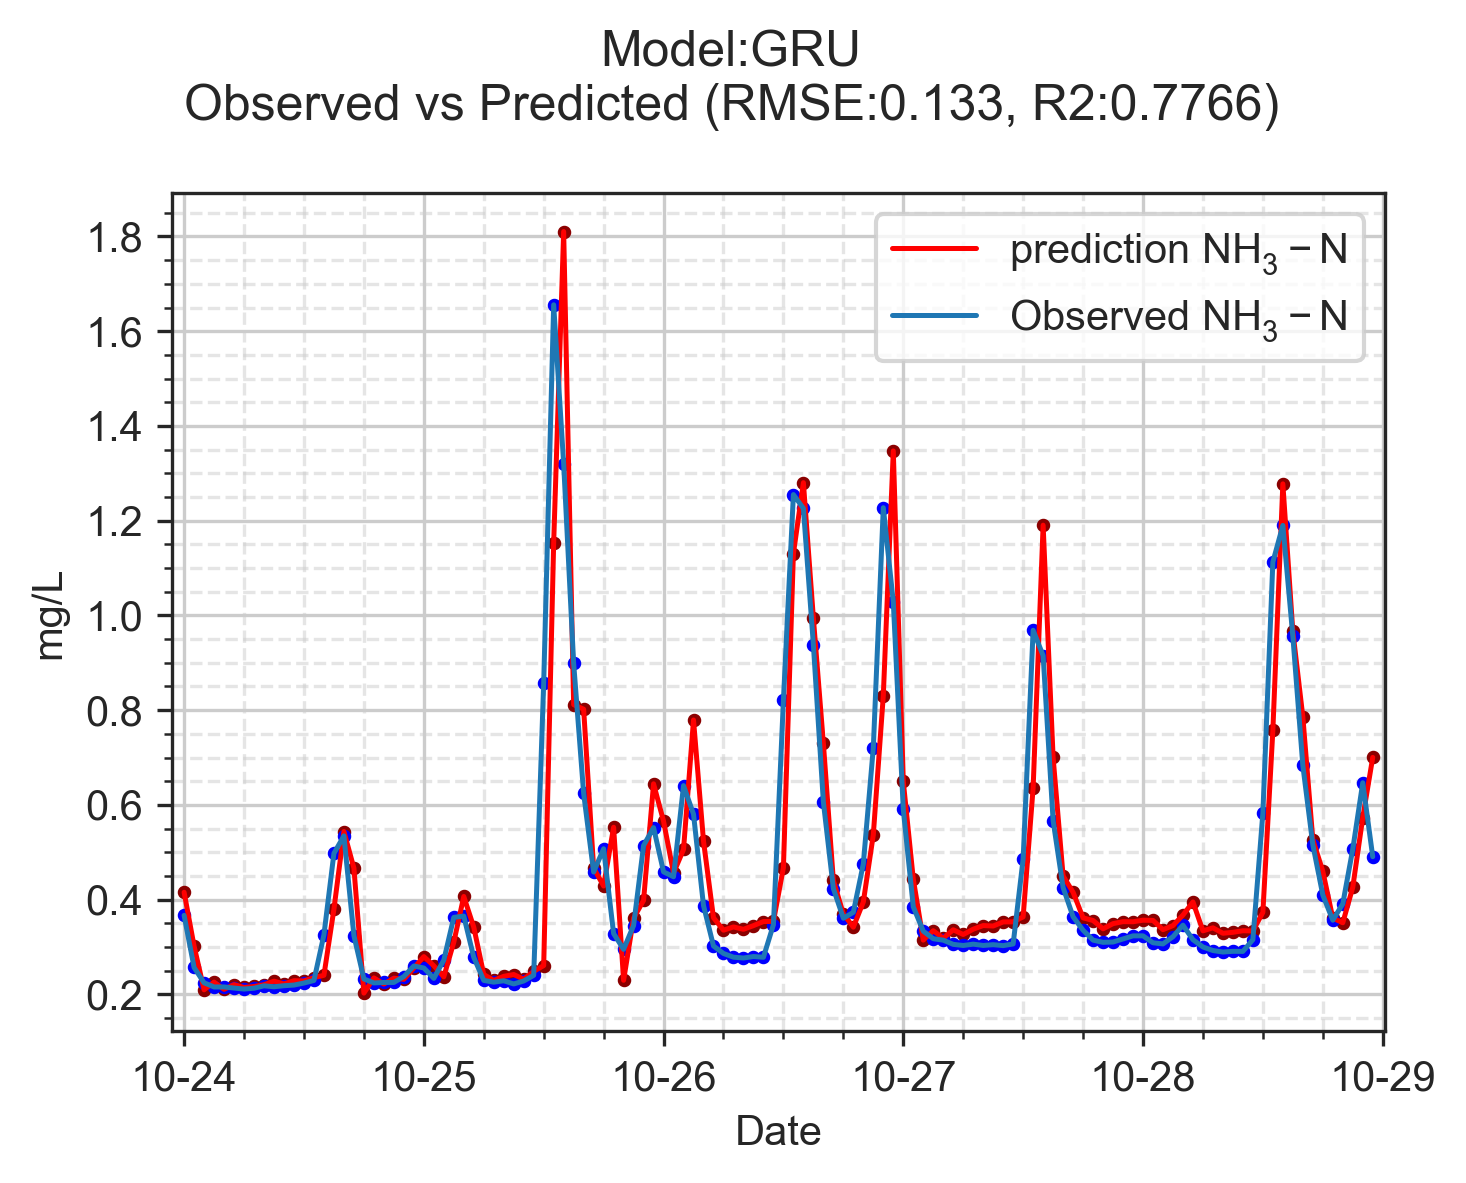 Model:GRU
Observed vs Predicted (RMSE:0.133, R2:0.7766)
prediction NH₃ − N
Observed NH₃ − N
mg/L
1.8
1.6
1.4
1.2
1.0
0.8
0.6
0.4
0.2
10-24 10-25 10-26 10-27 10-28 10-29
Date